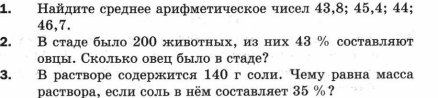 1. Найдите среднее арифметическое чисел 43,8; 45,4; 44;
46,7.
2. В стаде было 200 животных, из них 43 % составляют
овцы. Сколько овец было в стаде?
3. В растворе содержится 140 г соли. Чему равна масса
раствора, если соль в нём составляет 35 % ?